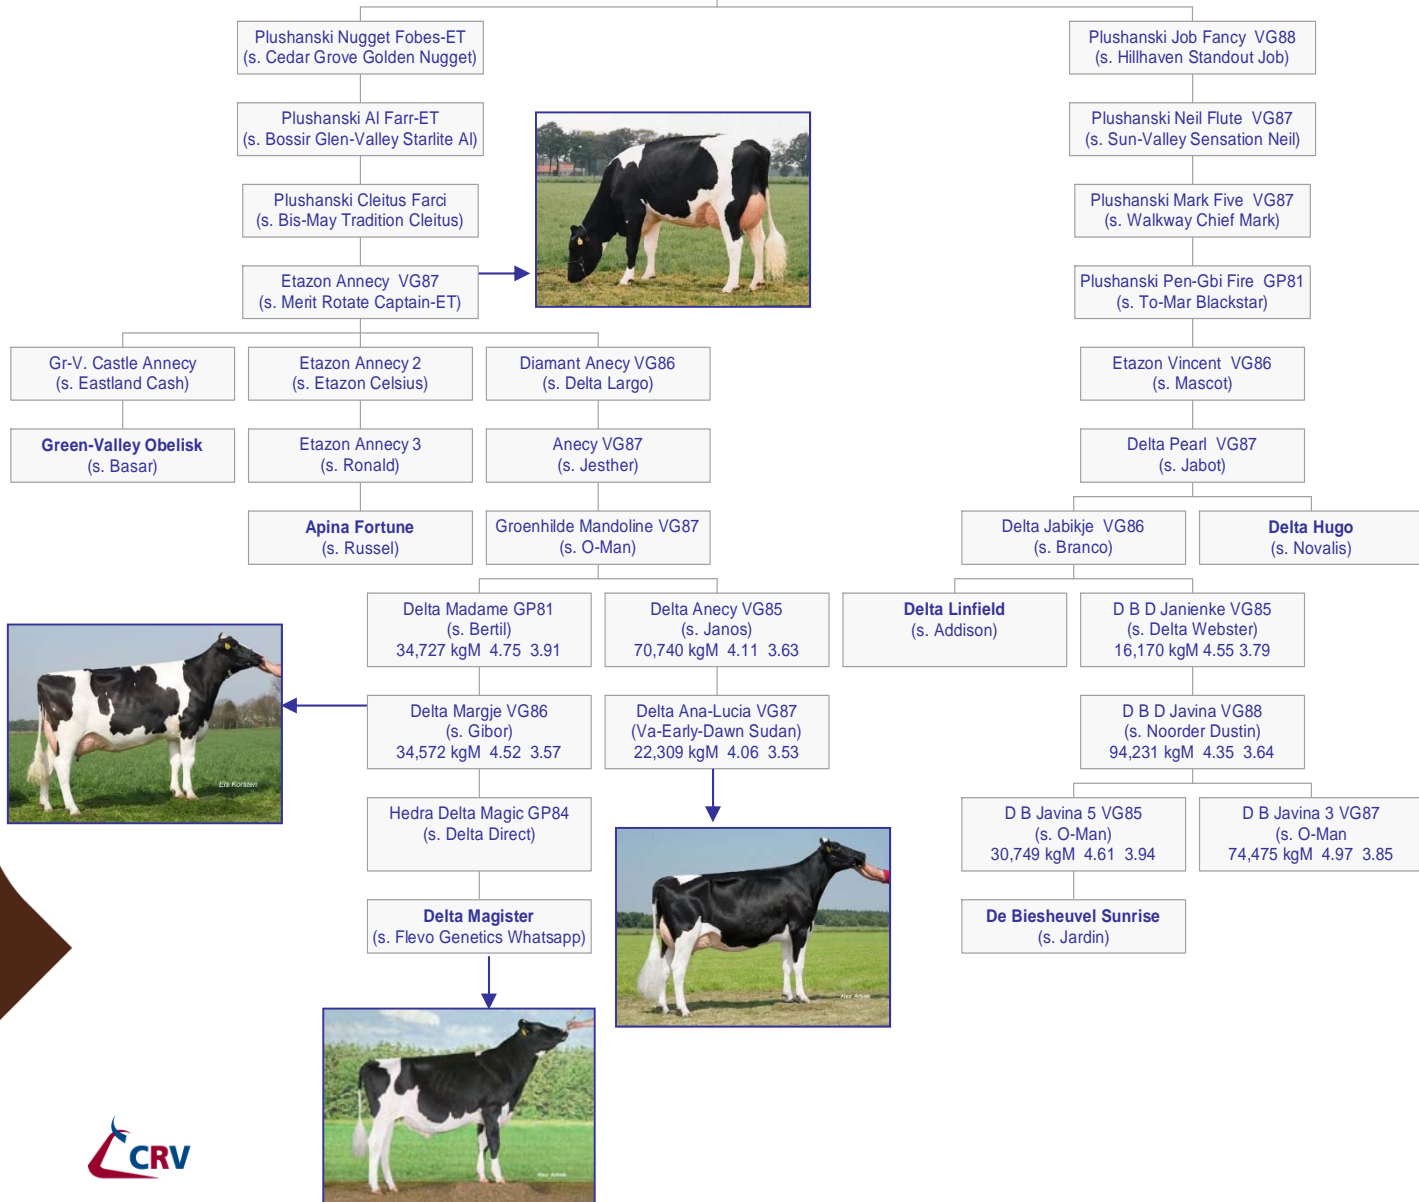 Plushanski Nugget Fobes-ET
(s. Cedar Grove Golden Nugget)
Plushanski Job Fancy VG88
(s. Hillhaven Standout Job)
Plushanski Al Farr-ET
(s. Bossir Glen-Valley Starlite Al)
Plushanski Neil Flute VG87
(s. Sun-Valley Sensation Neil)
Plushanski Cleitus Farci
(s. Bis-May Tradition Cleitus)
Plushanski Mark Five VG87
(s. Walkway Chief Mark)
Etazon Annecy VG87
(s. Merit Rotate Captain-ET)
Plushanski Pen-Gbi Fire GP81
(s. To-Mar Blackstar)
Gr-V. Castle Annecy
(s. Eastland Cash)
Etazon Annecy 2
(s. Etazon Celsius)
Diamant Anecy VG86
(s. Delta Largo)
Etazon Vincent VG86
(s. Mascot)
Green-Valley Obelisk
(s. Basar)
Etazon Annecy 3
(s. Ronald)
Anecy VG87
(s. Jesther)
Delta Pearl VG87
(s. Jabot)
Apina Fortune
(s. Russel)
Groenhilde Mandoline VG87
(s. O-Man)
Delta Jabikje VG86
(s. Branco)
Delta Hugo
(s. Novalis)
Delta Madame GP81
(s. Bertil)
34,727 kgM 4.75 3.91
Delta Anecy VG85
(s. Janos)
70,740 kgM 4.11 3.63
Delta Linfield
(s. Addison)
D B D Janienke VG85
(s. Delta Webster)
16,170 kgM 4.55 3.79
Delta Margje VG86
(s. Gibor)
34,572 kgM 4.52 3.57
Delta Ana-Lucia VG87
(Va-Early-Dawn Sudan)
22,309 kgM 4.06 3.53
D B D Javina VG88
(s. Noorder Dustin)
94,231 kgM 4.35 3.64
Els Korsten
Hedra Delta Magic GP84
(s. Delta Direct)
D B Javina 5 VG85
(s. O-Man)
30,749 kgM 4.61 3.94
D B Javina 3 VG87
(s. O-Man
74,475 kgM 4.97 3.85
Delta Magister
(s. Flevo Genetics Whatsapp)
De Biesheuvel Sunrise
(s. Jardin)
CRV